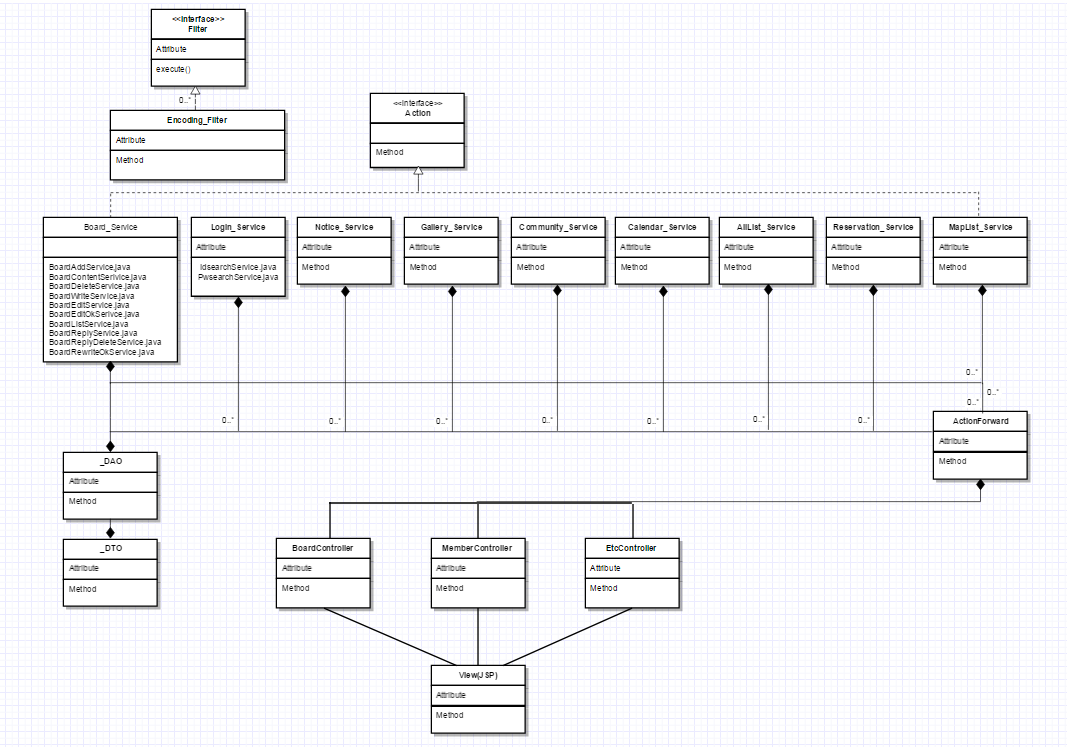 <<Interface>>
Filter
Attribute
execute()
0..*
Encoding_Filter
Attribute
Method
<<Interface>>
Action
Method
Board_Service
BoardAddService.java
BoardContentSerivice.java
BoardDeleteService.java
BoardWriteService.java
BoardEditService.java
BoardEditOkSerivce.java
BoardListService.java
BoardReplyService.java
BoardReplyDeleteService.java
BoardRewriteOkService.java
Login_Service
Attribute
IdsearchService.java
PwsearchService.java
Notice_Service
Attribute
Method
Gallery_Service
Attribute
Method
Community_Service
Attribute
Method
Calendar_Service
Attribute
Method
AllList_Service
Attribute
Method
Reservation_Service
Attribute
Method
MapList_Service
Attribute
Method
0..*
0..*
0..*
0..*
0..*
0..*
0..*
0..*
0..*
0..*
ActionForward
Attribute
Method
_DAO
Attribute
Method
_DTO
Attribute
Method
BoardController
Attribute
Method
MemberController
Attribute
Method
EtcController
Attribute
Method
View(JSP)
Attribute
Method